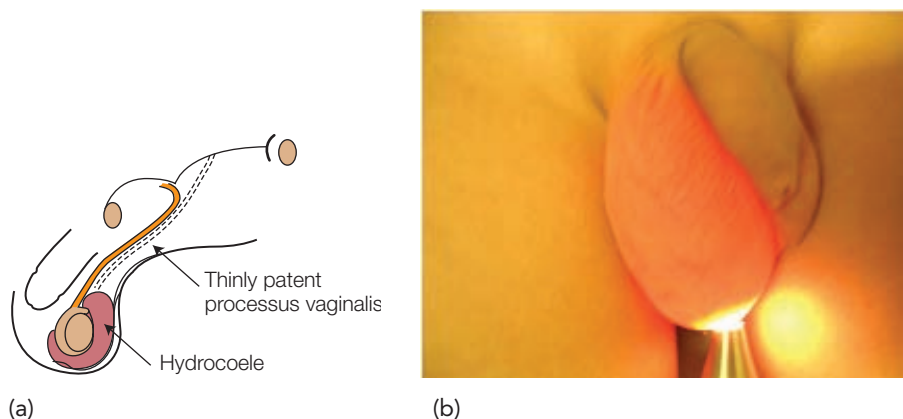 Thinly patent
processus vaginalis
Hydrocoele
(a)
(b)